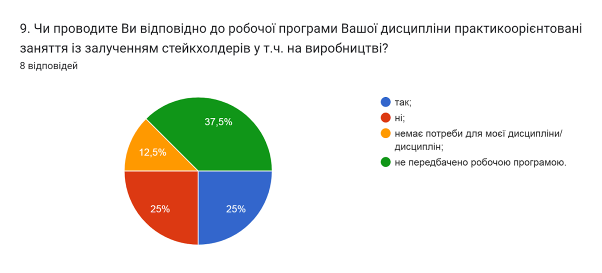 9. Чи проводите Ви відповідно до робочої програми Вашої дисципліни практикоорієнтовані
заняття із залученням стейкхолдерів у т.ч. на виробництві?
8 відповідей
37,5%
12,5%
25%
25%
так;
ні;
немає потреби для моєї дисципліни/
дисциплін;
не передбачено робочою програмою.